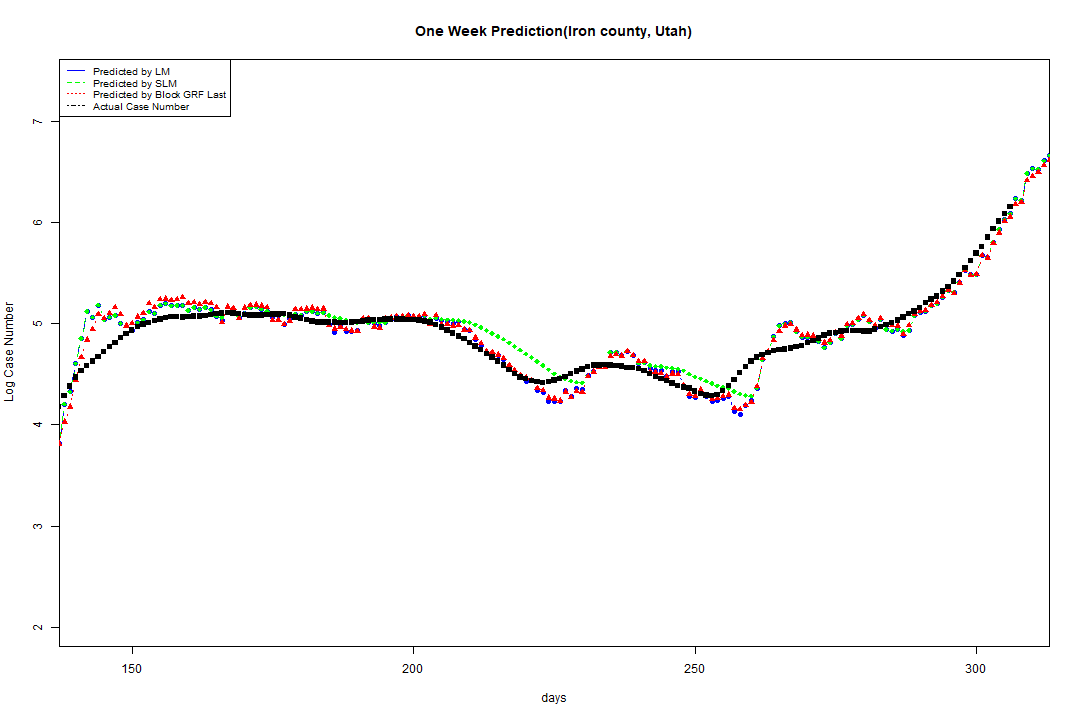 One Week Prediction(Iron county, Utah)
Predicted by LM
Predicted by SLM
Predicted by Block GRF Last
Actual Case Number
Log Case Number
7
6
5
4
3
2
150
200
250
300
days